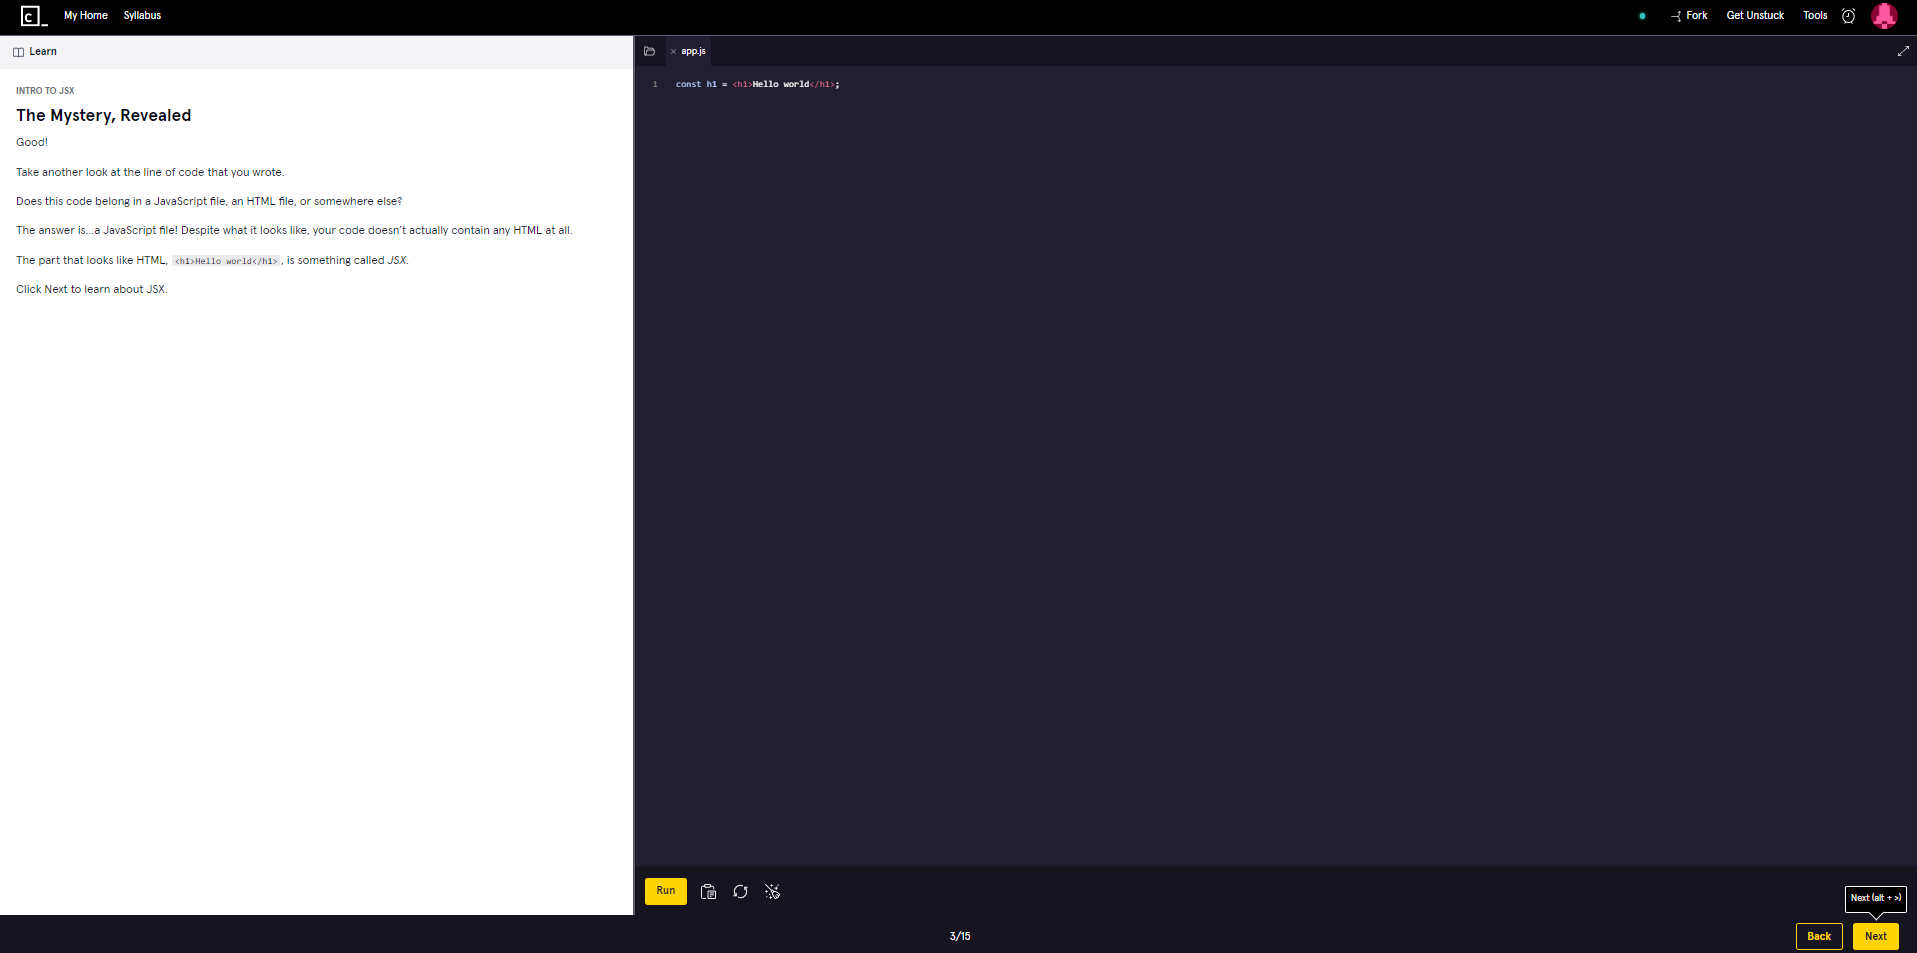 My Home Syllabus Fork Get Unstuck Tools
Learn
INTRO TO JSX
The Mystery, Revealed
Good!
Take another look at the line of code that you wrote.
Does this code belong in a JavaScript file, an HTML file, or somewhere else?
The answer is…a JavaScript file! Despite what it looks like, your code doesn’t actually contain any HTML at all.
The part that looks like HTML, <h1>Hello world</h1>, is something called JSX.
Click Next to learn about JSX.
× app.js
1 const h1 = <h1>Hello world</h1>;
Run
Next (alt + >)
3/15
Back Next